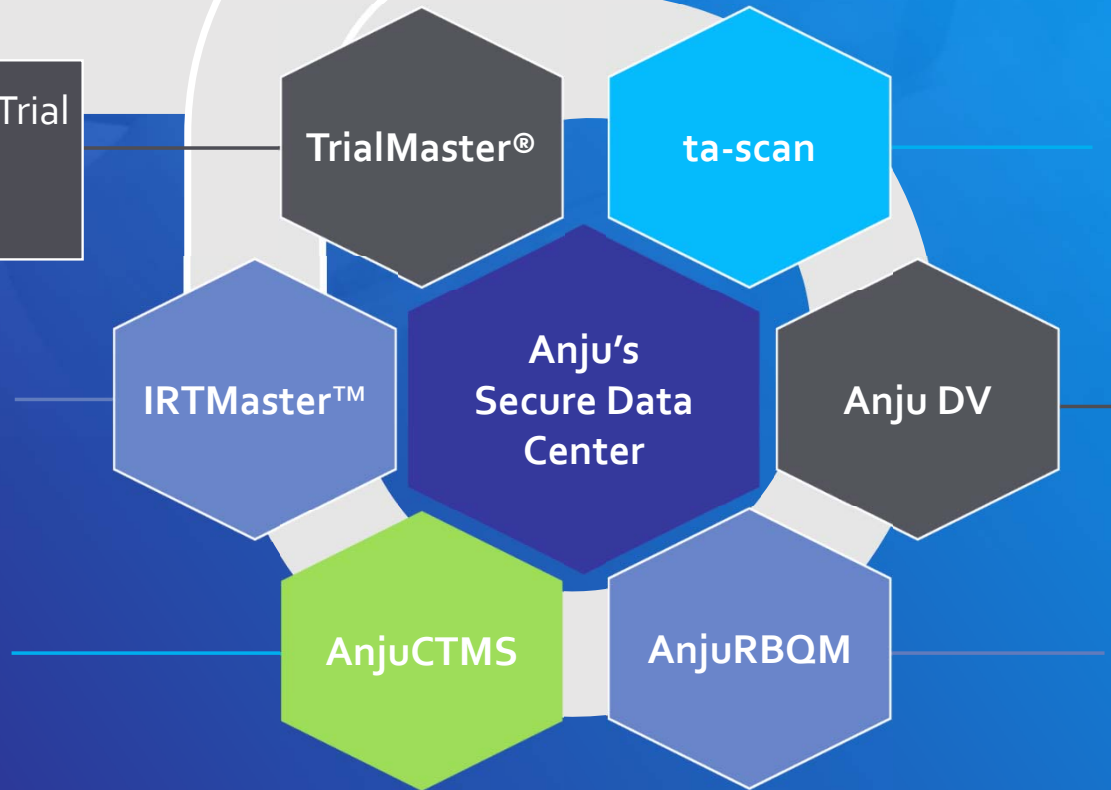 Trial
TrialMaster®
ta-scan
IRTMaster™
Anju's
Secure Data
Center
Anju DV
AnjuCTMS
AnjuRBQM